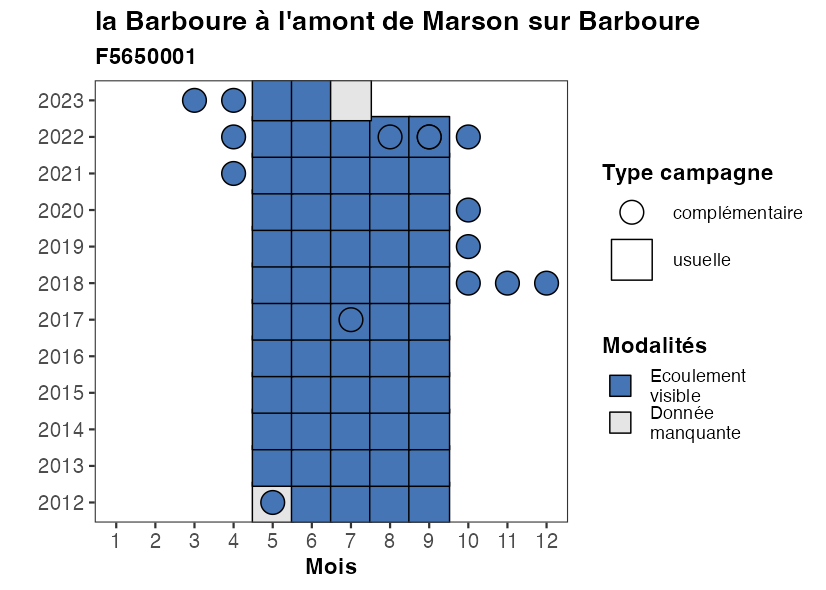 la Barboure à l'amont de Marson sur Barboure
F5650001
2023
2022
2021
2020
2019
2018
2017
2016
2015
2014
2013
2012
1 2 3 4 5 6 7 8 9 10 11 12
Mois
Type campagne
complémentaire
usuelle
Modalités
Ecoulement
visible
Donnée
manquante